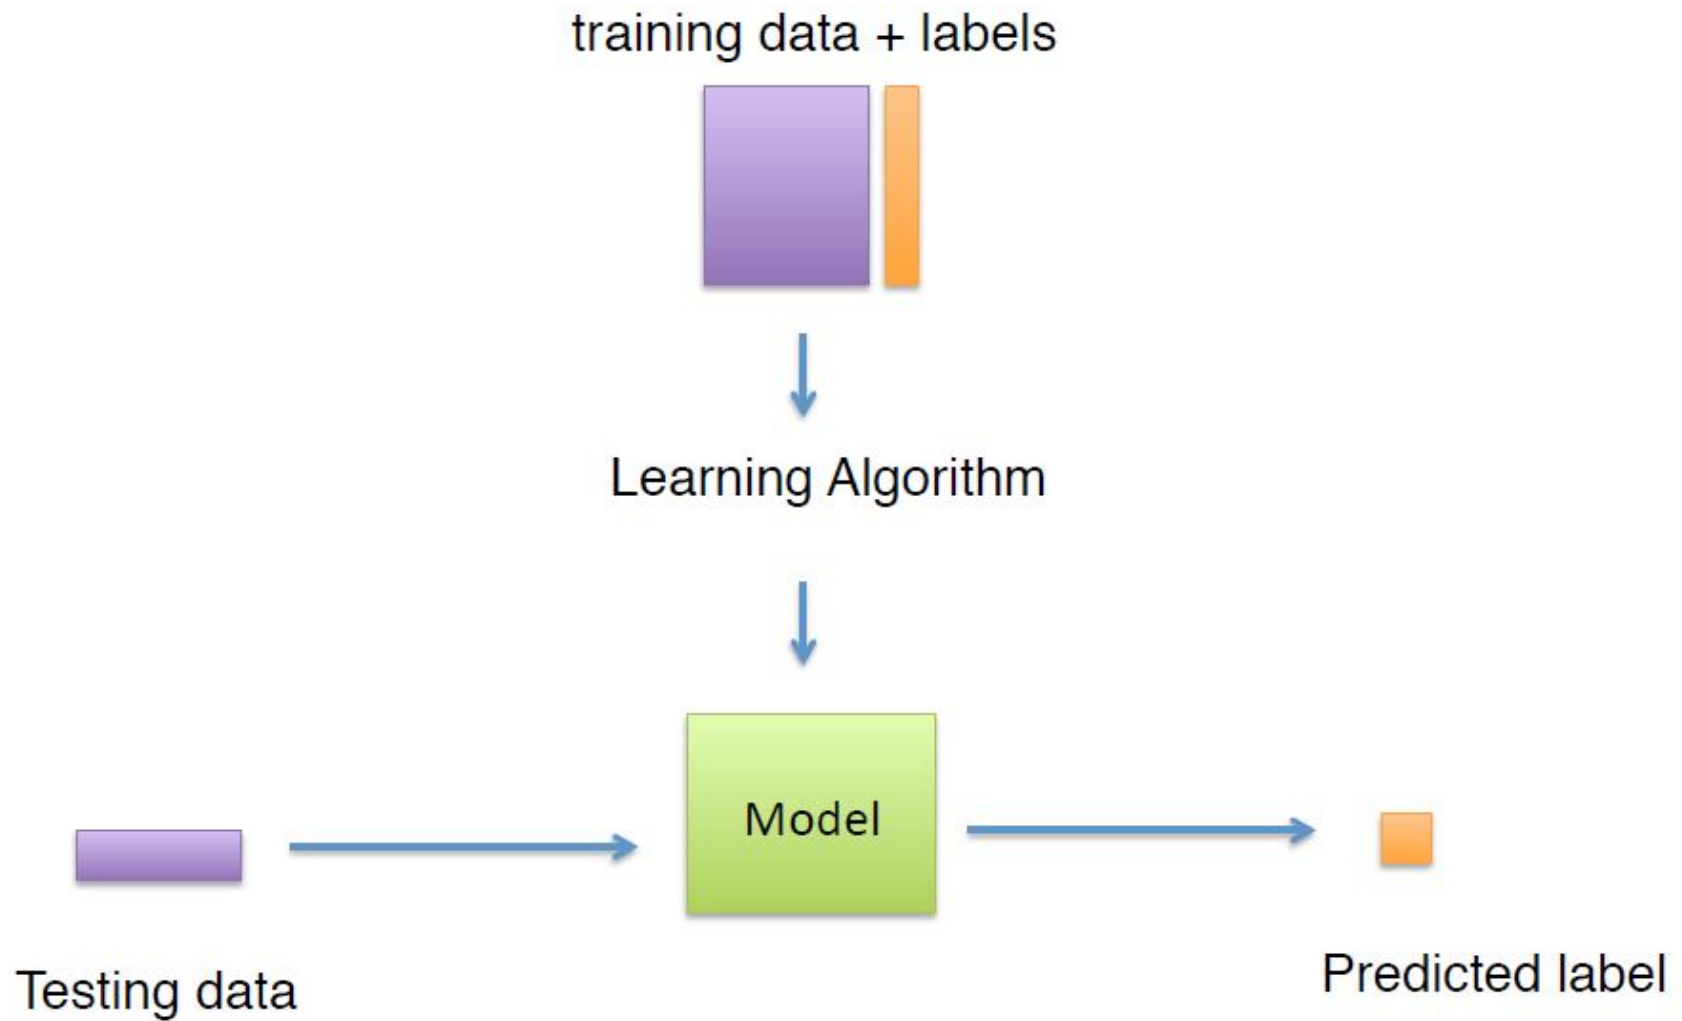 training data + labels
Learning Algorithm
Model
Testing data
Predicted label